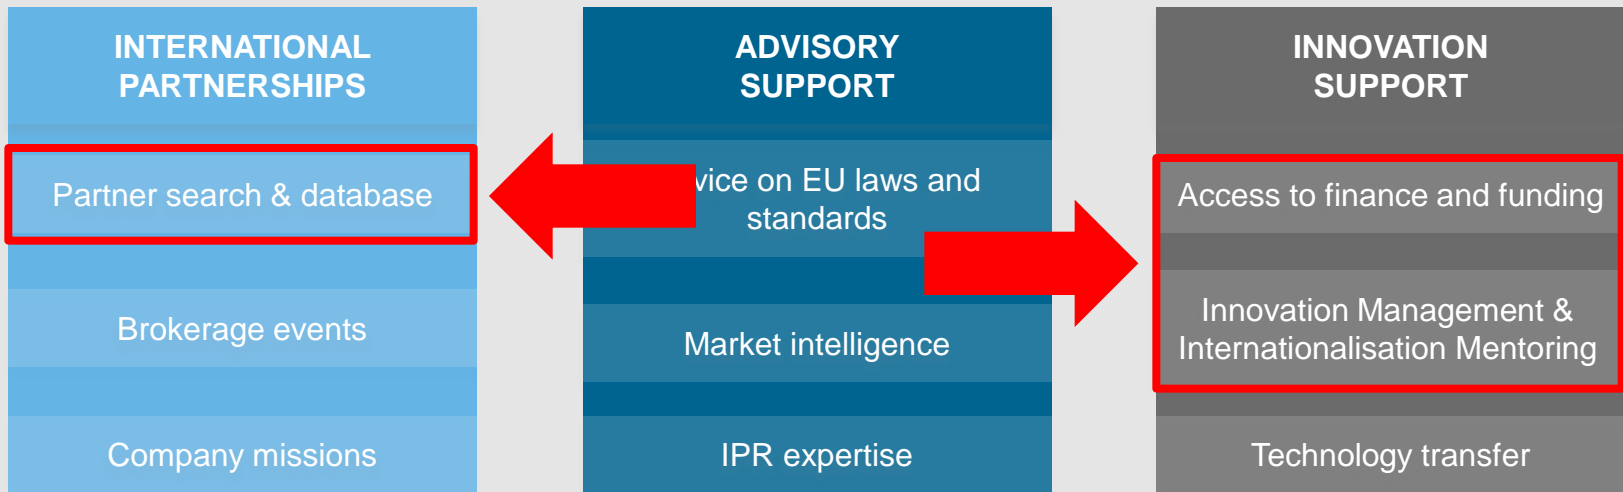 INTERNATIONAL
PARTNERSHIPS
Partner search & database
Brokerage events
Company missions
ADVISORY
SUPPORT
on EU laws and
standards
Market intelligence
IPR expertise
INNOVATION
SUPPORT
Access to finance and funding
Innovation Management &
Internationalisation Mentoring
Technology transfer